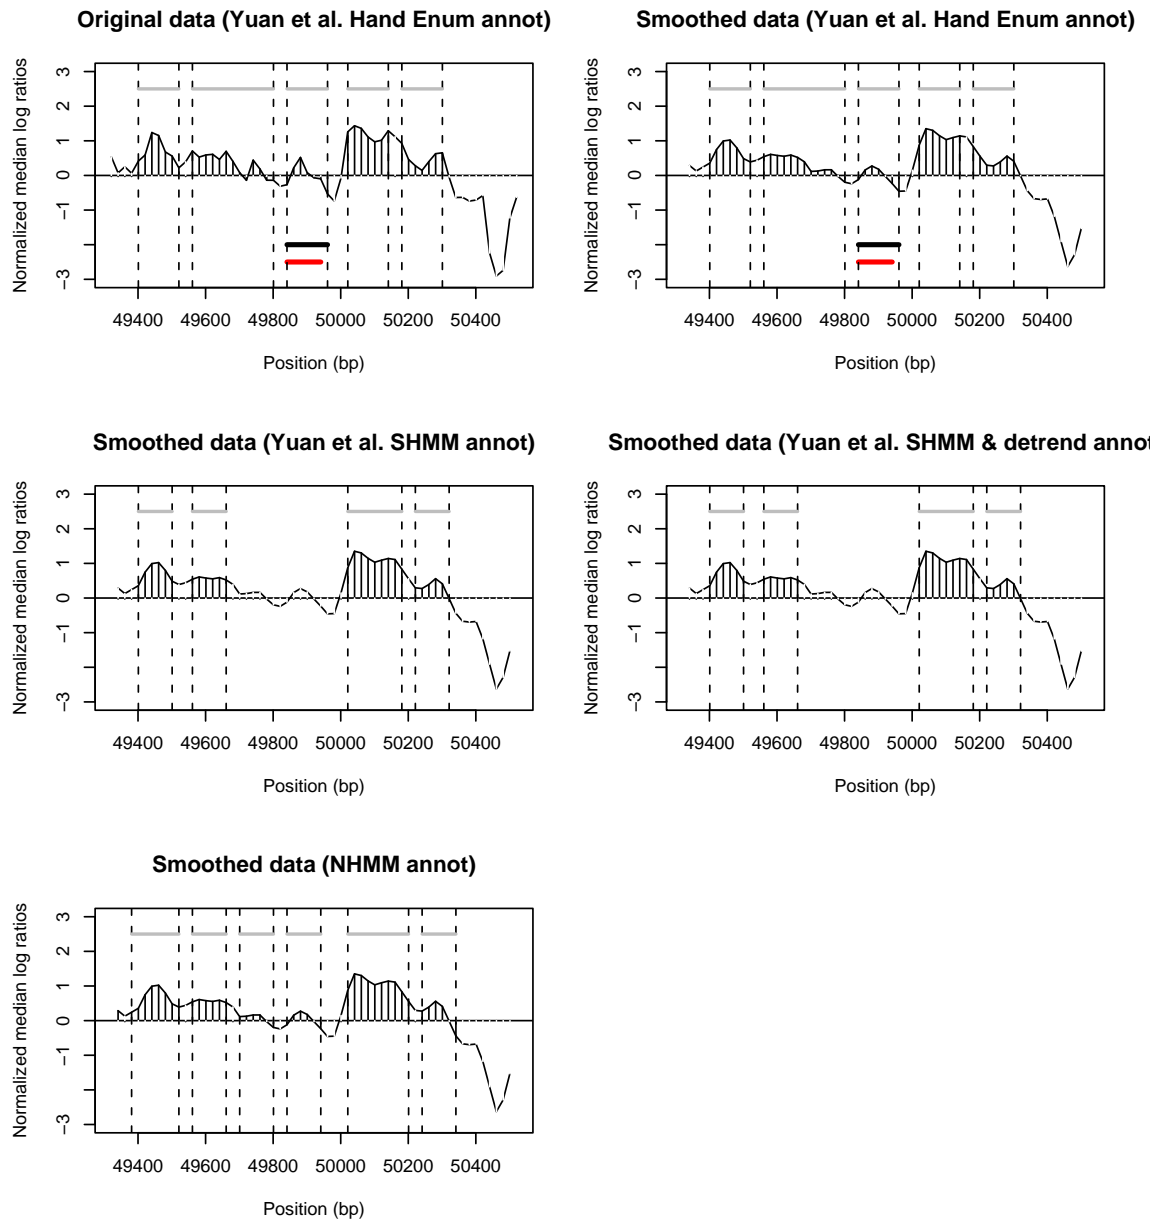 Original data (Yuan et al. Hand Enum annot)
Normalized median log ratios
3
2
1
0
−1
−3
49400 49600 49800 50000 50200 50400
Position (bp)
Smoothed data (Yuan et al. Hand Enum annot)
Normalized median log ratios
3
2
1
0
−1
−3
49400 49600 49800 50000 50200 50400
Position (bp)
Smoothed data (Yuan et al. SHMM annot)
Normalized median log ratios
3
2
1
0
−1
−3
49400 49600 49800 50000 50200 50400
Position (bp)
Smoothed data (Yuan et al. SHMM & detrend annot
Normalized median log ratios
3
2
1
0
−1
−3
49400 49600 49800 50000 50200 50400
Position (bp)
Smoothed data (NHMM annot)
Normalized median log ratios
3
2
1
0
−1
−3
49400 49600 49800 50000 50200 50400
Position (bp)